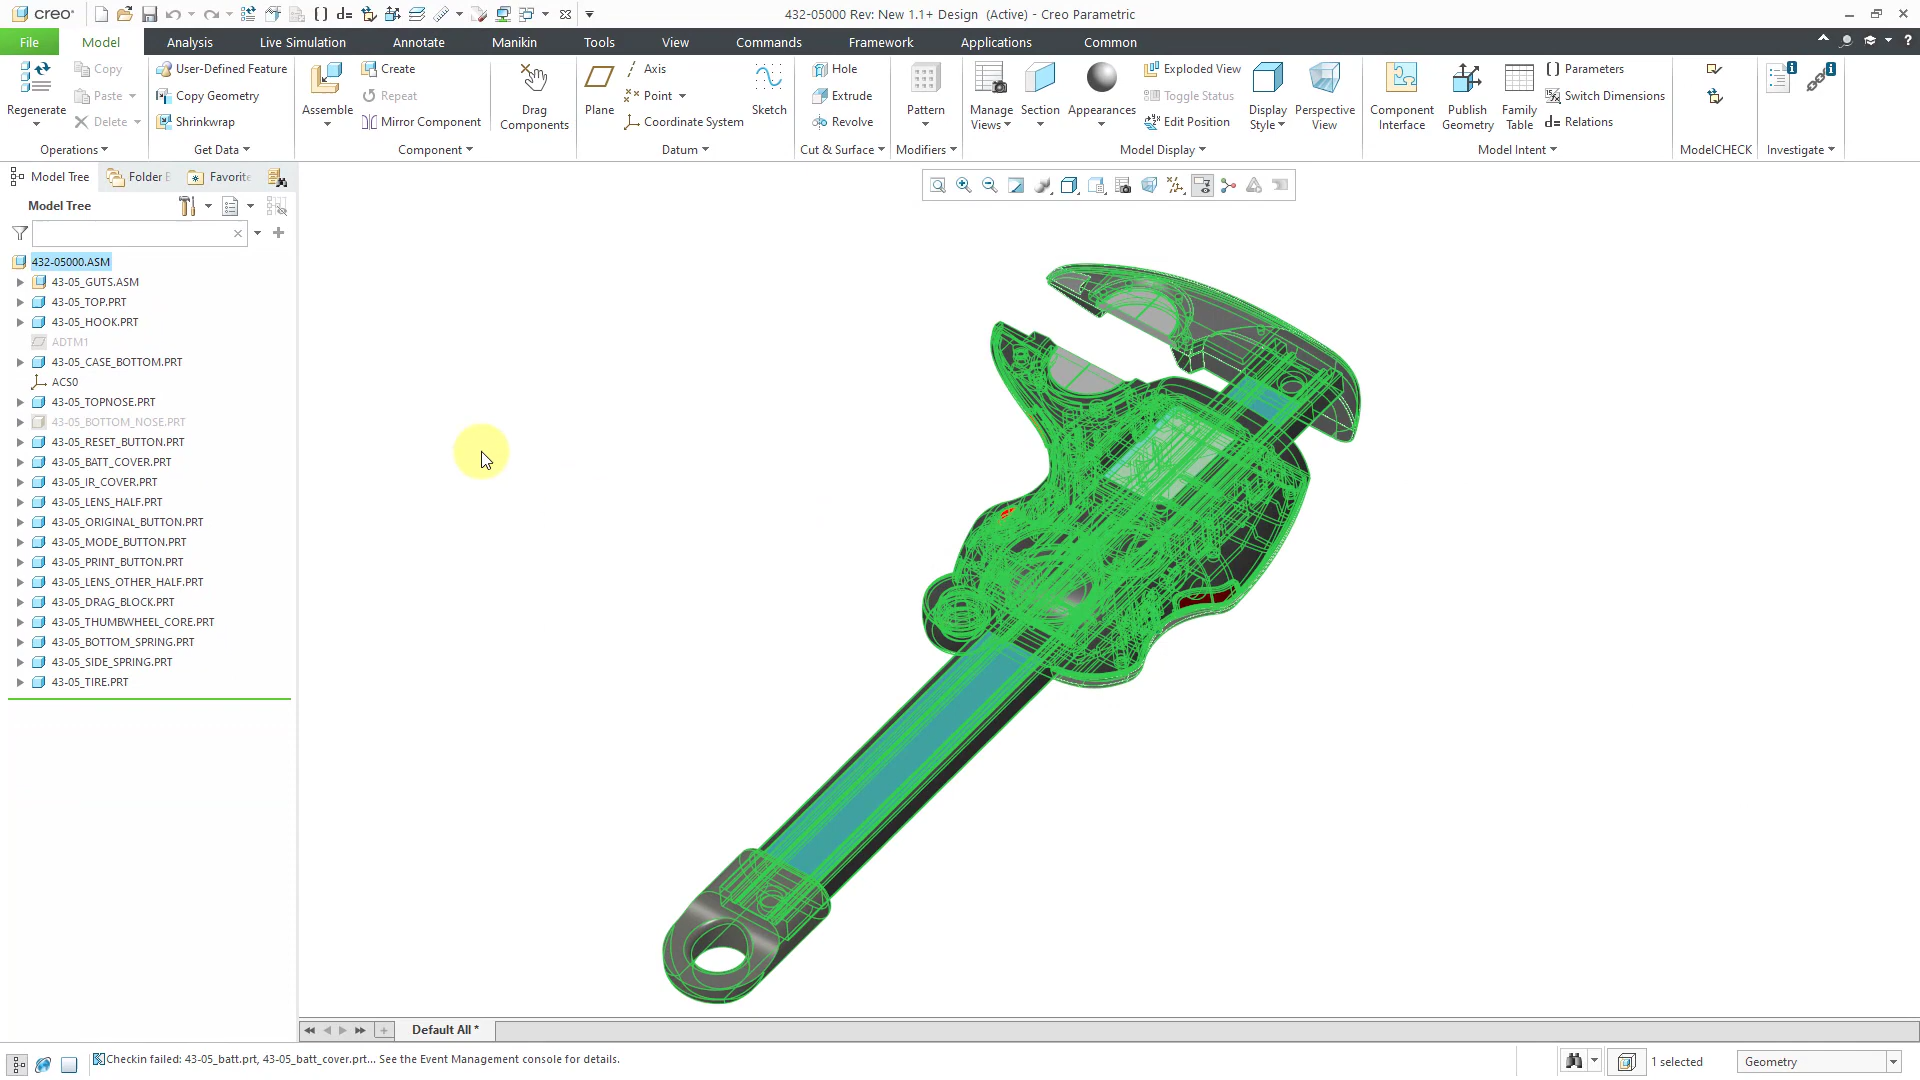 creo
432-05000 Rev: New 1.1+ Design (Active) - Creo Parametric
File
Model
Analysis
Live Simulation
Annotate
Manikin
Tools
View
Commands
Framework
Applications
Common
Regenerate
Copy
Paste
Delete
Operations
User-Defined Feature
Copy Geometry
Shrinkwrap
Get Data
Assemble
Create
Repeat
Mirror Component
Drag
Components
Component
Plane
Axis
Point
Coordinate System
Sketch
Datum
Hole
Extrude
Revolve
Cut & Surface
Pattern
Modifiers
Manage
Views
Section
Appearances
Exploded View
Toggle Status
Edit Position
Display
Style
Perspective
View
Model Display
Component
Interface
Publish
Geometry
Family
Table
Parameters
Switch Dimensions
Relations
Model Intent
ModelCHECK
Investigate
Model Tree
Folder
Favorite
Model Tree
432-05000.ASM
43-05_GUTS.ASM
43-05_TOP.PRT
43-05_HOOK.PRT
ADTM1
43-05_CASE_BOTTOM.PRT
ACS0
43-05_TOPNOSE.PRT
43-05_BOTTOM_NOSE.PRT
43-05_RESET_BUTTON.PRT
43-05_BATT_COVER.PRT
43-05_IR_COVER.PRT
43-05_LENS_HALF.PRT
43-05_ORIGINAL_BUTTON.PRT
43-05_MODE_BUTTON.PRT
43-05_PRINT_BUTTON.PRT
43-05_LENS_OTHER_HALF.PRT
43-05_DRAG_BLOCK.PRT
43-05_THUMBWHEEL_CORE.PRT
43-05_BOTTOM_SPRING.PRT
43-05_SIDE_SPRING.PRT
43-05_TIRE.PRT
Default All *
Checkin failed: 43-05_batt.prt, 43-05_batt_cover.prt... See the Event Management console for details.
1 selected
Geometry